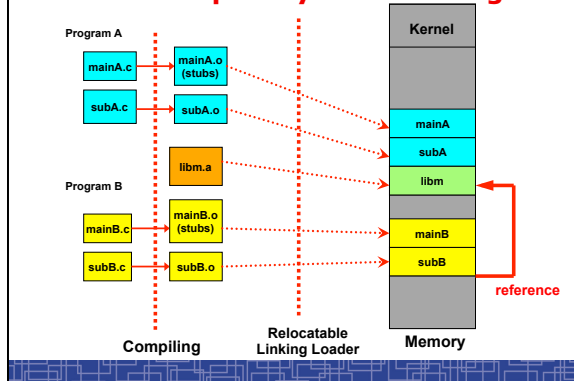 Kernel
Program A
mainA.c
mainA.o
(stubs)
subA.c
subA.o
mainA
subA
libm.a
libm
Program B
mainB.c
mainB.o
(stubs)
mainB
subB.c
subB.o
subB
reference
Compiling
Relocatable
Linking Loader
Memory